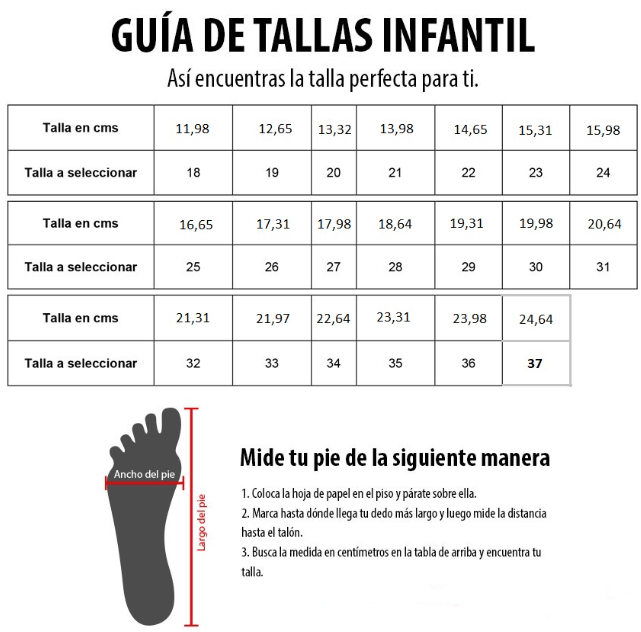 GUÍA DE TALLAS INFANTIL
Así encuentras la talla perfecta para ti.
Talla en cms 11,98 12,65 13,32 13,98 14,65 15,31 15,98
Talla a seleccionar 18 19 20 21 22 23 24
Talla en cms 16,65 17,31 17,98 18,64 19,31 19,98 20,64
Talla a seleccionar 25 26 27 28 29 30 31
Talla en cms 21,31 21,97 22,64 23,31 23,98 24,64
Talla a seleccionar 32 33 34 35 36 37
Ancho del pie
Largo del pie
Mide tu pie de la siguiente manera
1. Coloca la hoja de papel en el piso y párate sobre ella.
2. Marca hasta dónde llega tu dedo más largo y luego mide la distancia
hasta el talón.
3. Busca la medida en centímetros en la tabla de arriba y encuentra tu
talla.